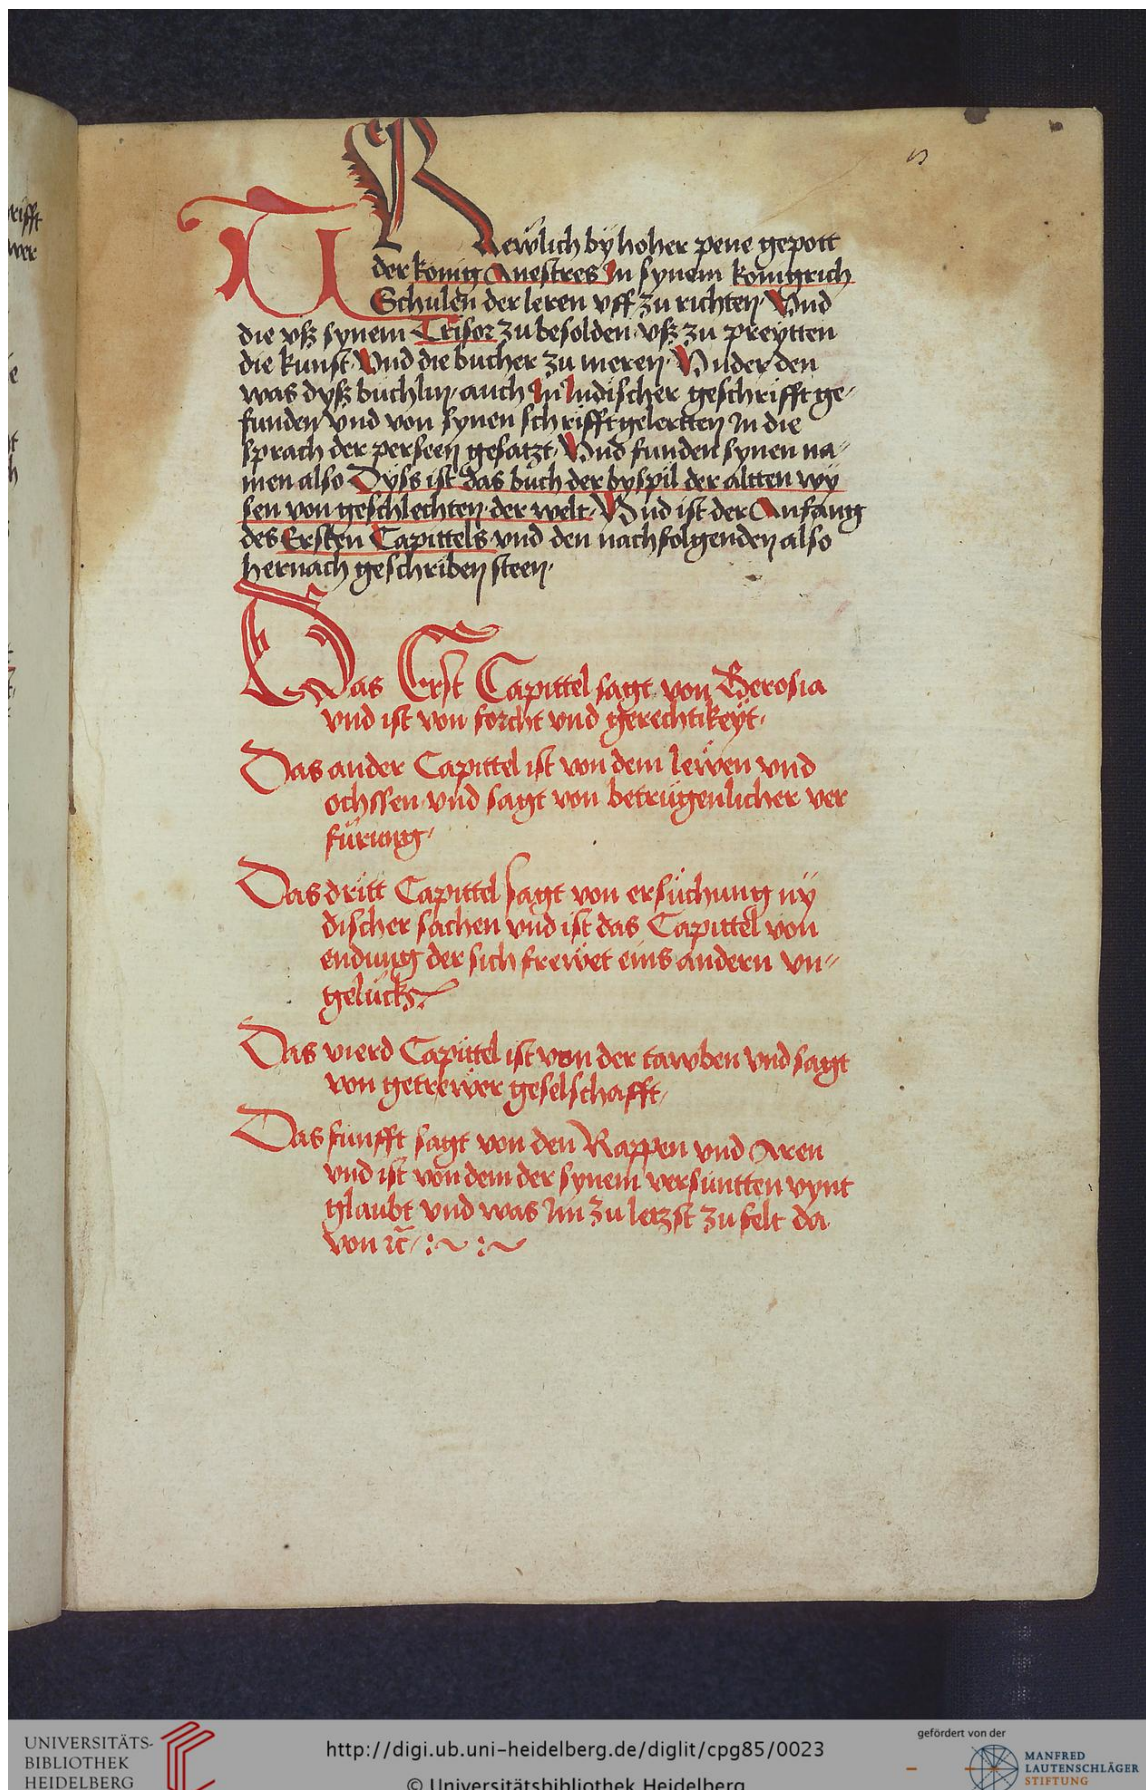 13
TRewlich by hoher pene gepott
der konig Anestres In synem konigrich
Schulen der leren vff zu richten. Vnd
die vß synem Trisor zu besolden. vß zu preytten
die kunst. Vnd die bucher zu meren. Vnder den
was dyß buchlin. auch In Indischer geschrifft ge-
funden vnd von synen schrifftgelertten In die
sprach der perseen gesatzt. Vnd funden synen na-
men also Dyss ist das buch der byspil der altten wy
sen von geschlechten. der welt. Vnd ist der Anfang
des Ersten Capittels vnd den nachfolgenden also
hernach geschriben steen.
Das Erst Capittel sagt von Berosia
vnd ist von forcht vnd gerechtikeyt.
Das ander Capittel ist von dem lewen vnd
ochssen. vnd sagt von betrugenlicher ver
furung.
Das dritt Capittel sagt von ersuchung ny
discher sachen vnd ist das Capittel von
endung der sich frewet eins andern vn-
gelucks.
Das vierd Capittel ist von der tawben vnd sagt
von getrewer geselschafft.
Das funfft sagt von den Rappen vnd Aren
vnd ist von dem der synem versuntten vynt
glaubt vnd was Im zu letzst zu felt da
von rc.
UNIVERSITÄTS-
BIBLIOTHEK
HEIDELBERG
http://digi.ub.uni-heidelberg.de/diglit/cpg85/0023
© Universitätsbibliothek Heidelberg
gefördert von der
MANFRED
LAUTENSCHLÄGER
STIFTUNG